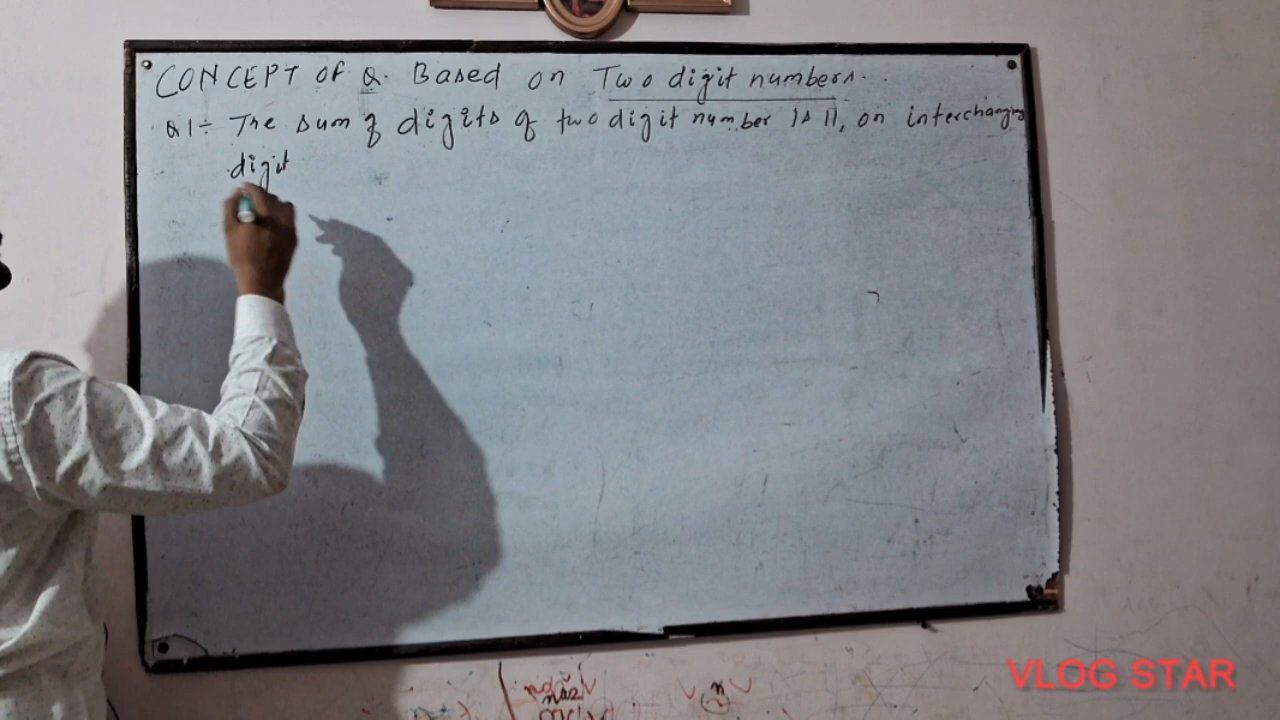 CONCEPT OF Q. Based on Two digit numbers.
Q1÷ The sum of digits of two digit number is 11, on interchanging
digit
VLOG STAR